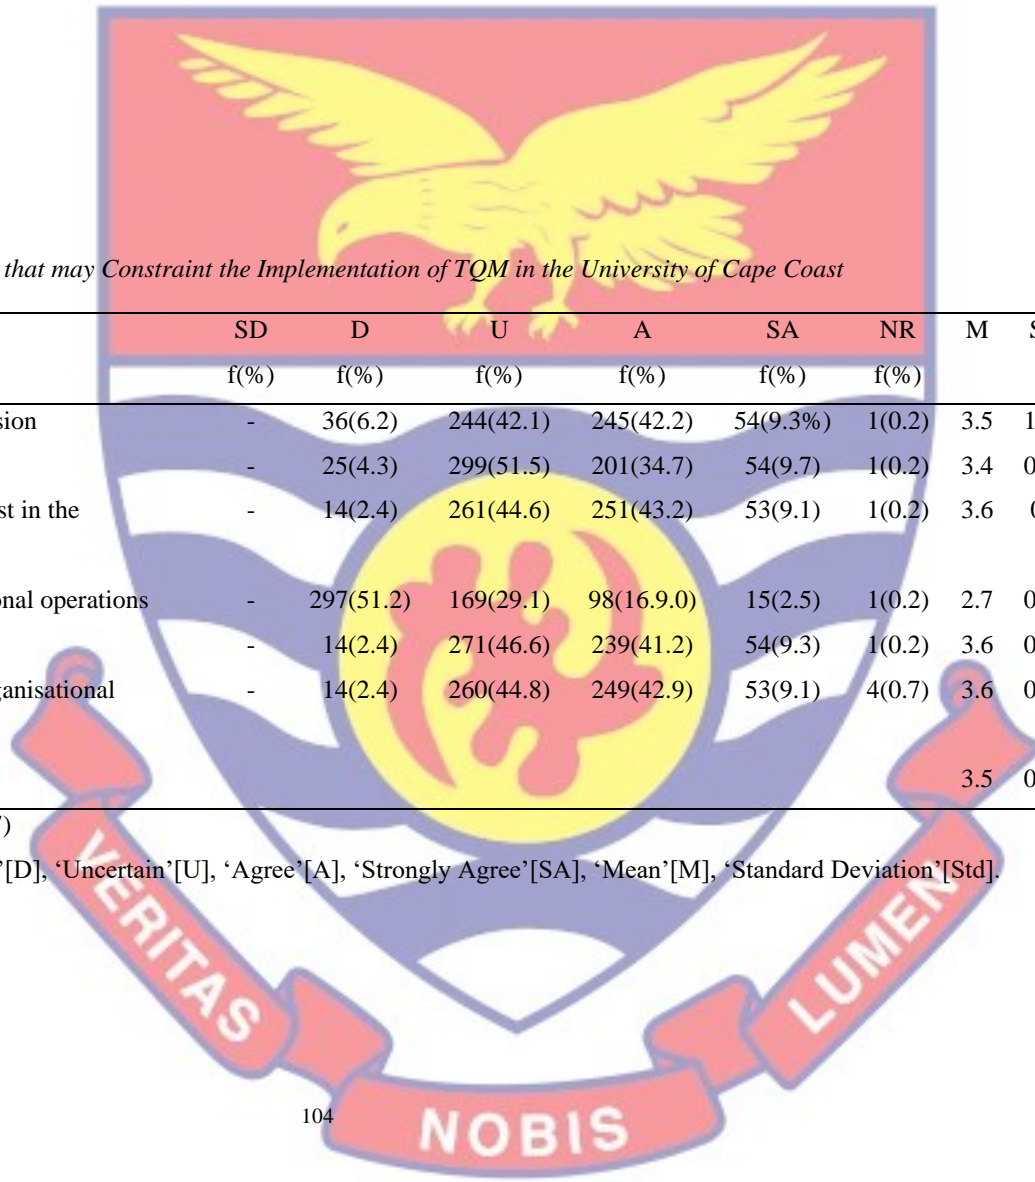 that may Constraint the Implementation of TQM in the University of Cape Coast
SD D U A SA NR M S
f(%) f(%) f(%) f(%) f(%) f(%)
sion - 36(6.2) 244(42.1) 245(42.2) 54(9.3%) 1(0.2) 3.5 1
- 25(4.3) 299(51.5) 201(34.7) 54(9.7) 1(0.2) 3.4 0
st in the - 14(2.4) 261(44.6) 251(43.2) 53(9.1) 1(0.2) 3.6 0
onal operations - 297(51.2) 169(29.1) 98(16.9.0) 15(2.5) 1(0.2) 2.7 0
- 14(2.4) 271(46.6) 239(41.2) 54(9.3) 1(0.2) 3.6 0
ganisational - 14(2.4) 260(44.8) 249(42.9) 53(9.1) 4(0.7) 3.6 0
3.5 0
)
’[D], ‘Uncertain’[U], ‘Agree’[A], ‘Strongly Agree’[SA], ‘Mean’[M], ‘Standard Deviation’[Std].
VERITAS
NOBIS
LUMEN
104